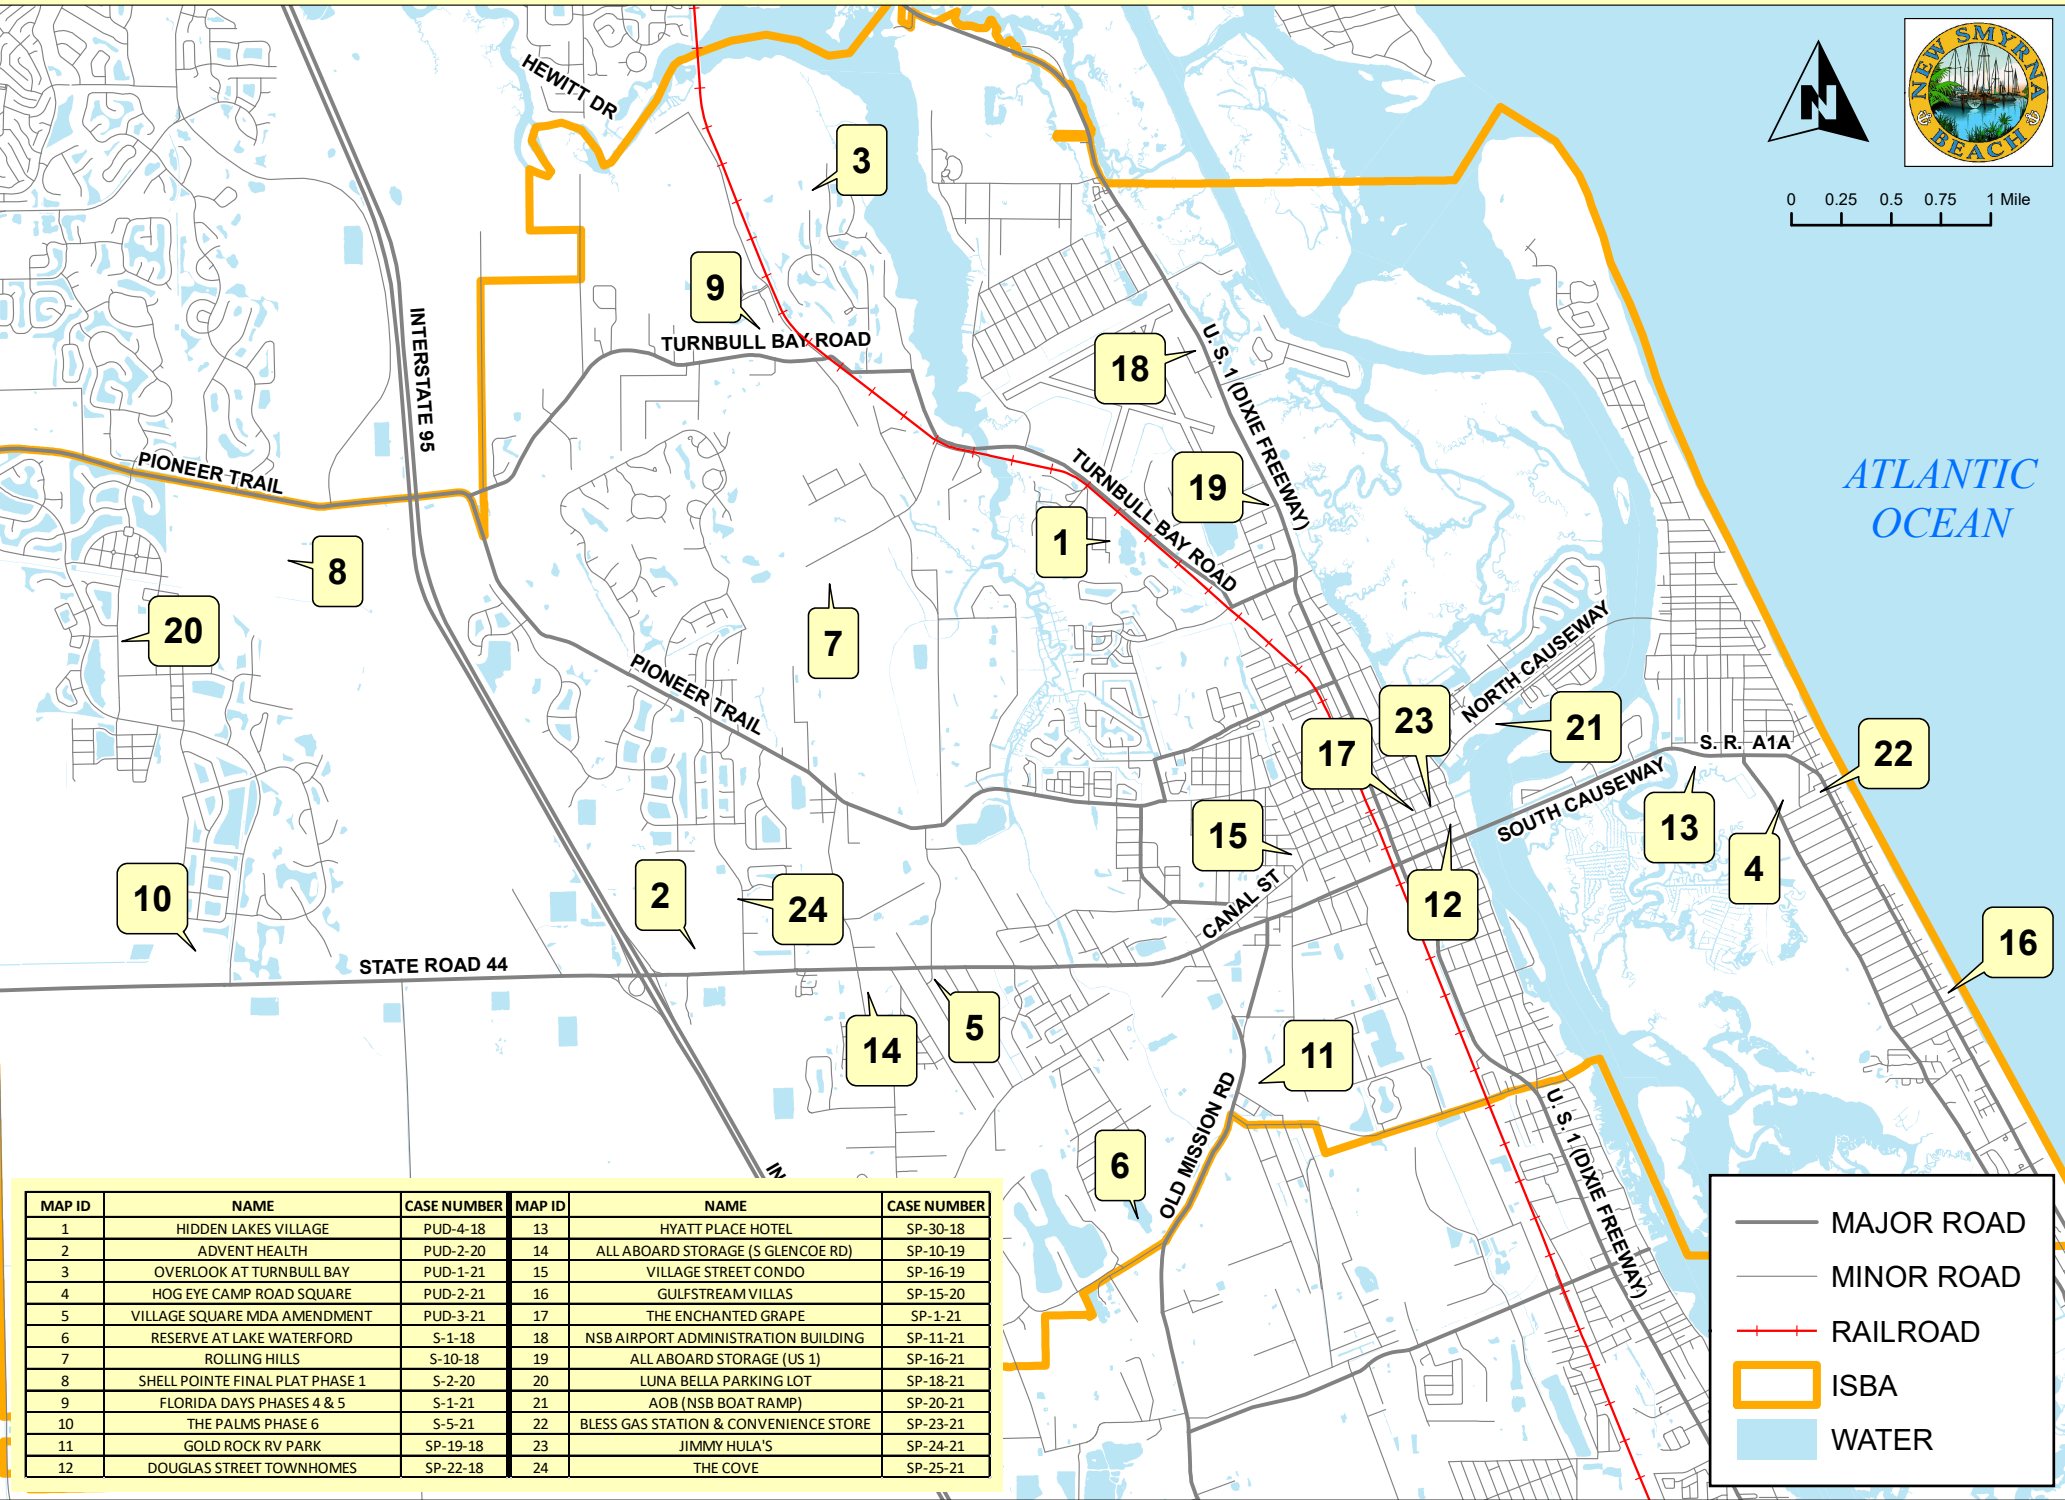 NEW SMYRNA
BEACH
N
0 0.25 0.5 0.75 1 Mile
HEWITT DR
3
9
TURNBULL BAY ROAD
INTERSTATE 95
U. S. 1 (DIXIE FREEWAY)
18
PIONEER TRAIL
TURNBULL BAY ROAD
19
ATLANTIC
OCEAN
1
8
20
7
PIONEER TRAIL
NORTH CAUSEWAY
23
21
17
S. R. A1A
22
SOUTH CAUSEWAY
13
15
4
10
2
24
CANAL ST
12
16
STATE ROAD 44
5
14
11
OLD MISSION RD
6
U. S. 1 (DIXIE FREEWAY)
IN
MAP ID NAME CASE NUMBER MAP ID NAME CASE NUMBER
1 HIDDEN LAKES VILLAGE PUD-4-18 13 HYATT PLACE HOTEL SP-30-18
2 ADVENT HEALTH PUD-2-20 14 ALL ABOARD STORAGE (S GLENCOE RD) SP-10-19
3 OVERLOOK AT TURNBULL BAY PUD-1-21 15 VILLAGE STREET CONDO SP-16-19
4 HOG EYE CAMP ROAD SQUARE PUD-2-21 16 GULFSTREAM VILLAS SP-15-20
5 VILLAGE SQUARE MDA AMENDMENT PUD-3-21 17 THE ENCHANTED GRAPE SP-1-21
6 RESERVE AT LAKE WATERFORD S-1-18 18 NSB AIRPORT ADMINISTRATION BUILDING SP-11-21
7 ROLLING HILLS S-10-18 19 ALL ABOARD STORAGE (US 1) SP-16-21
8 SHELL POINTE FINAL PLAT PHASE 1 S-2-20 20 LUNA BELLA PARKING LOT SP-18-21
9 FLORIDA DAYS PHASES 4 & 5 S-1-21 21 AOB (NSB BOAT RAMP) SP-20-21
10 THE PALMS PHASE 6 S-5-21 22 BLESS GAS STATION & CONVENIENCE STORE SP-23-21
11 GOLD ROCK RV PARK SP-19-18 23 JIMMY HULA'S SP-24-21
12 DOUGLAS STREET TOWNHOMES SP-22-18 24 THE COVE SP-25-21
MAJOR ROAD
MINOR ROAD
RAILROAD
ISBA
WATER